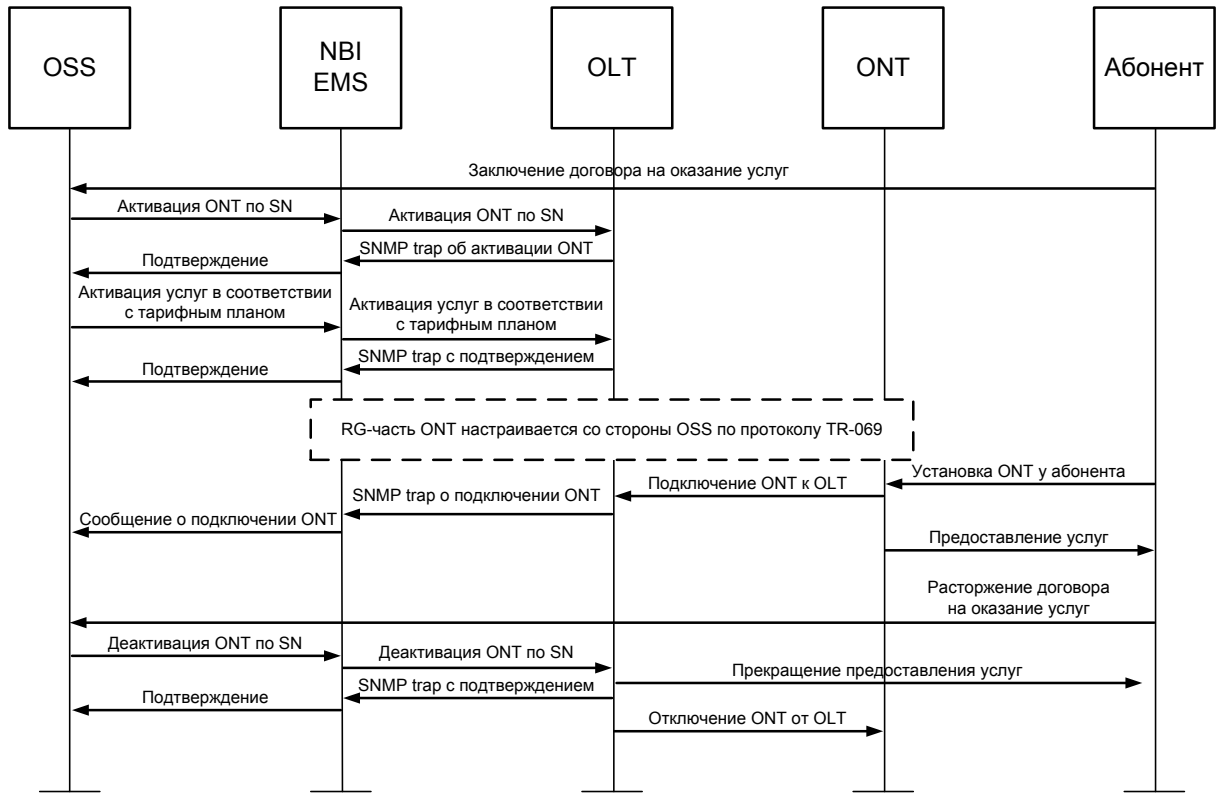 OSS
NBI
EMS
OLT
ONT
Абонент
Заключение договора на оказание услуг
Активация ONT по SN
Активация ONT по SN
SNMP trap об активации ONT
Подтверждение
Активация услуг в соответствии
с тарифным планом
Активация услуг в соответствии
с тарифным планом
SNMP trap с подтверждением
Подтверждение
RG-часть ONT настраивается со стороны OSS по протоколу TR-069
Установка ONT у абонента
Подключение ONT к OLT
SNMP trap о подключении ONT
Сообщение о подключении ONT
Предоставление услуг
Расторжение договора
на оказание услуг
Деактивация ONT по SN
Деактивация ONT по SN
Прекращение предоставления услуг
SNMP trap с подтверждением
Подтверждение
Отключение ONT от OLT